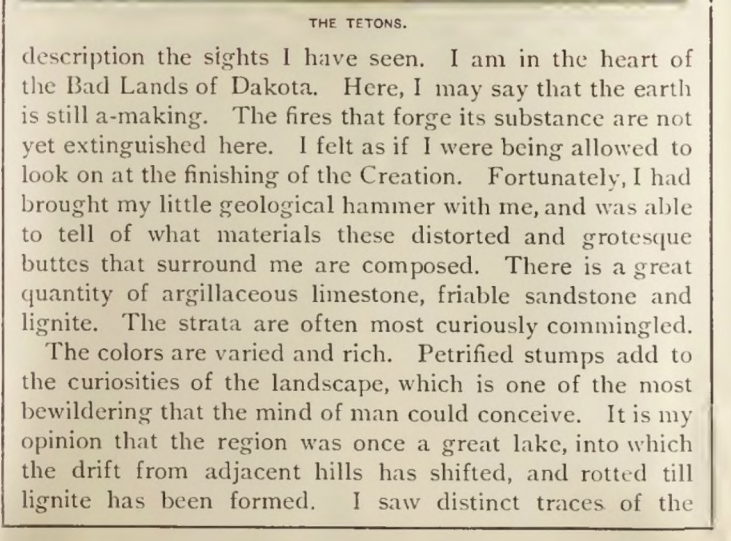 THE TETONS.
description the sights I have seen. I am in the heart of
the Bad Lands of Dakota. Here, I may say that the earth
is still a-making. The fires that forge its substance are not
yet extinguished here. I felt as if I were being allowed to
look on at the finishing of the Creation. Fortunately, I had
brought my little geological hammer with me, and was able
to tell of what materials these distorted and grotesque
buttes that surround me are composed. There is a great
quantity of argillaceous limestone, friable sandstone and
lignite. The strata are often most curiously commingled.
The colors are varied and rich. Petrified stumps add to
the curiosities of the landscape, which is one of the most
bewildering that the mind of man could conceive. It is my
opinion that the region was once a great lake, into which
the drift from adjacent hills has shifted, and rotted till
lignite has been formed. I saw distinct traces of the